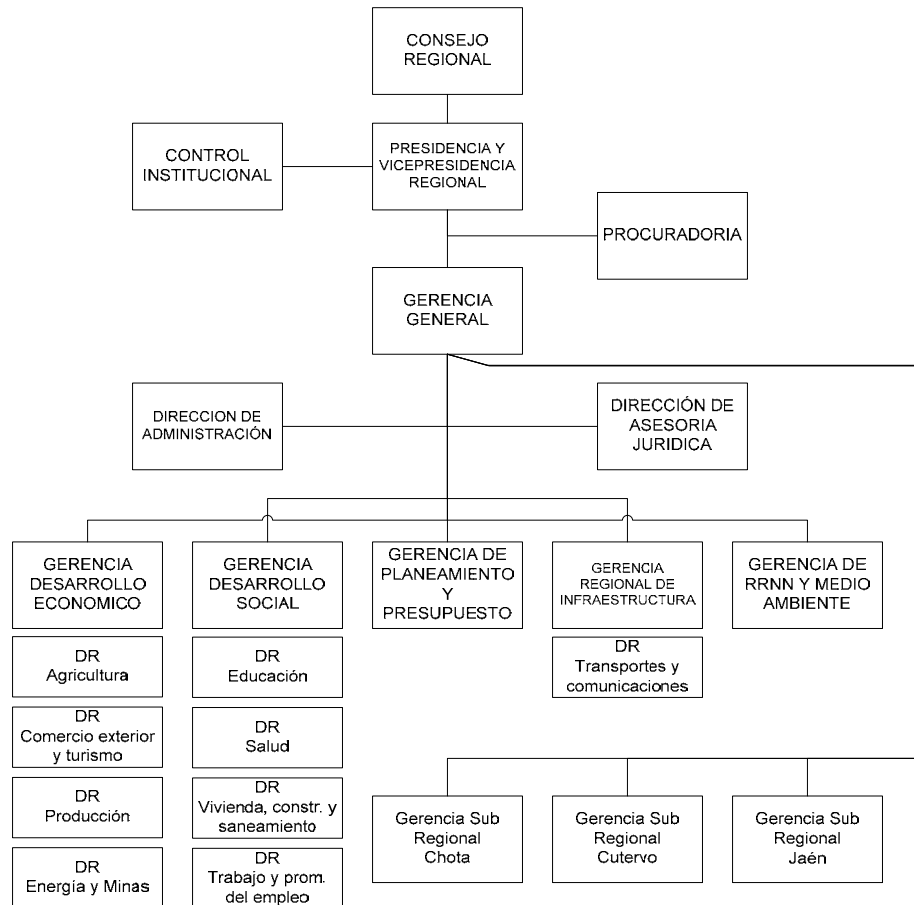 CONSEJO
REGIONAL
CONTROL
INSTITUCIONAL
PRESIDENCIA Y
VICEPRESIDENCIA
REGIONAL
PROCURADORIA
GERENCIA
GENERAL
DIRECCION DE
ADMINISTRACIÓN
DIRECCIÓN DE
ASESORIA
JURIDICA
GERENCIA
DESARROLLO
ECONOMICO
GERENCIA
DESARROLLO
SOCIAL
GERENCIA DE
PLANEAMIENTO
Y
PRESUPUESTO
GERENCIA
REGIONAL DE
INFRAESTRUCTURA
GERENCIA DE
RRNN Y MEDIO
AMBIENTE
DR
Agricultura
DR
Educación
DR
Transportes y
comunicaciones
DR
Comercio exterior
y turismo
DR
Salud
DR
Producción
DR
Vivienda, constr. y
saneamiento
Gerencia Sub
Regional
Chota
Gerencia Sub
Regional
Cutervo
Gerencia Sub
Regional
Jaén
DR
Energía y Minas
DR
Trabajo y prom.
del empleo